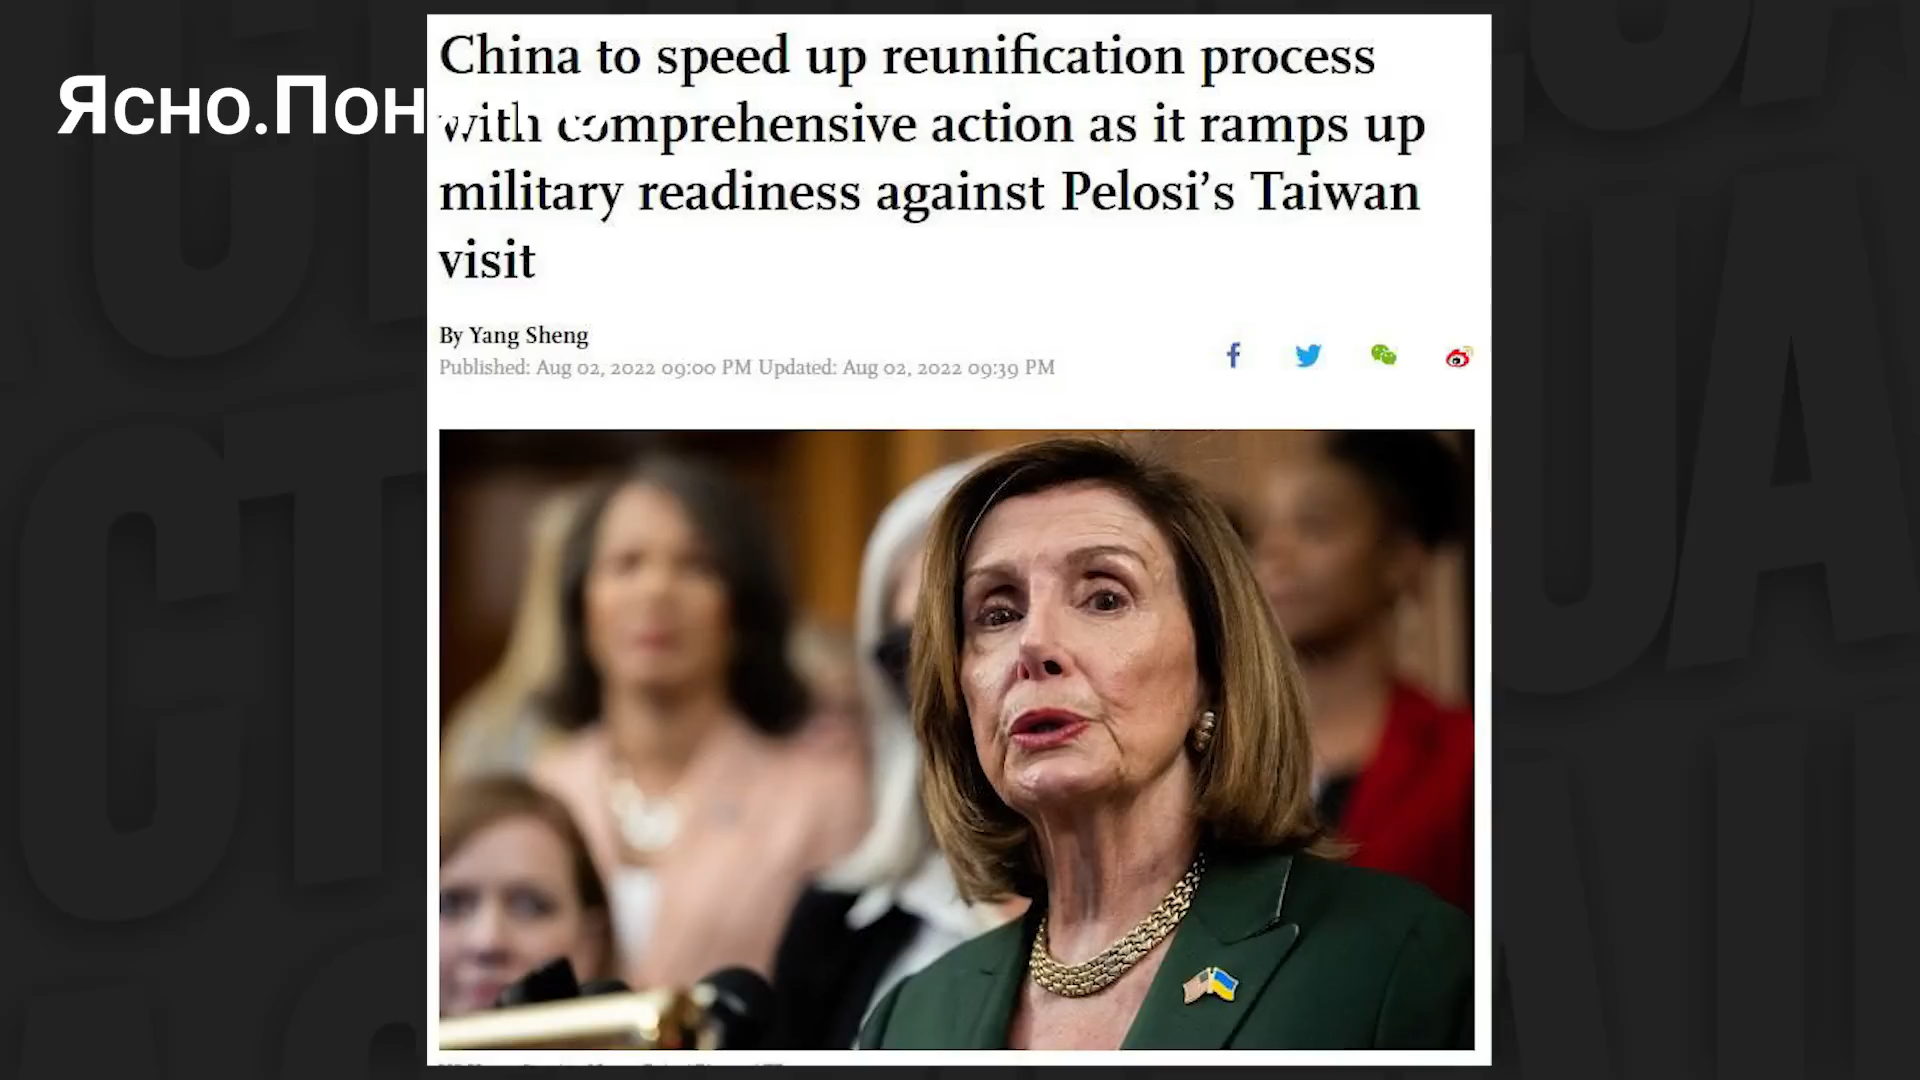 China to speed up reunification process
Ясно.Пон
with comprehensive action as it ramps up
military readiness against Pelosi’s Taiwan
visit
By Yang Sheng
Published: Aug 02, 2022 09:00 PM Updated: Aug 02, 2022 09:39 PM